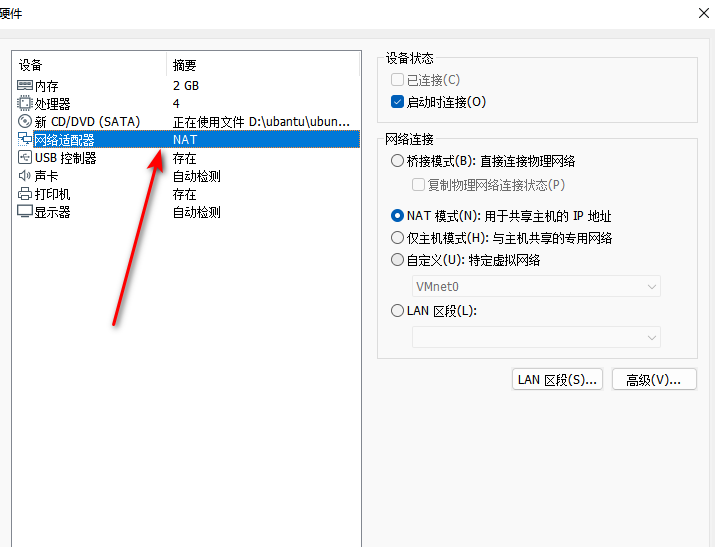 硬件
设备 摘要
内存 2 GB
处理器 4
新 CD/DVD (SATA) 正在使用文件 D:\ubantu\ubun...
网络适配器 NAT
USB 控制器 存在
声卡 自动检测
打印机 存在
显示器 自动检测
设备状态
已连接(C)
启动时连接(O)
网络连接
桥接模式(B): 直接连接物理网络
复制物理网络连接状态(P)
NAT 模式(N): 用于共享主机的 IP 地址
仅主机模式(H): 与主机共享的专用网络
自定义(U): 特定虚拟网络
VMnet0
LAN 区段(L):
LAN 区段(S)... 高级(V)...